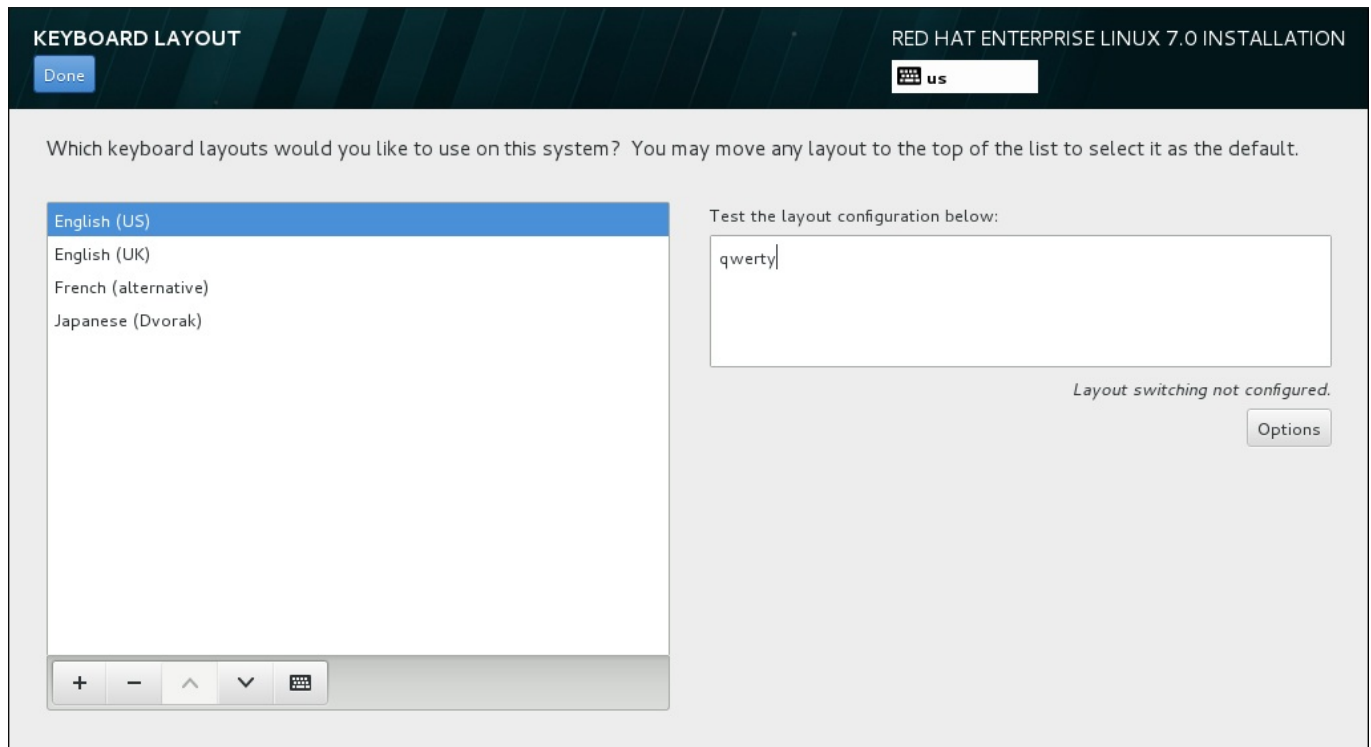 KEYBOARD LAYOUT
RED HAT ENTERPRISE LINUX 7.0 INSTALLATION
Done
us
Which keyboard layouts would you like to use on this system? You may move any layout to the top of the list to select it as the default.
English (US)
English (UK)
French (alternative)
Japanese (Dvorak)
Test the layout configuration below:
qwerty
Layout switching not configured.
Options